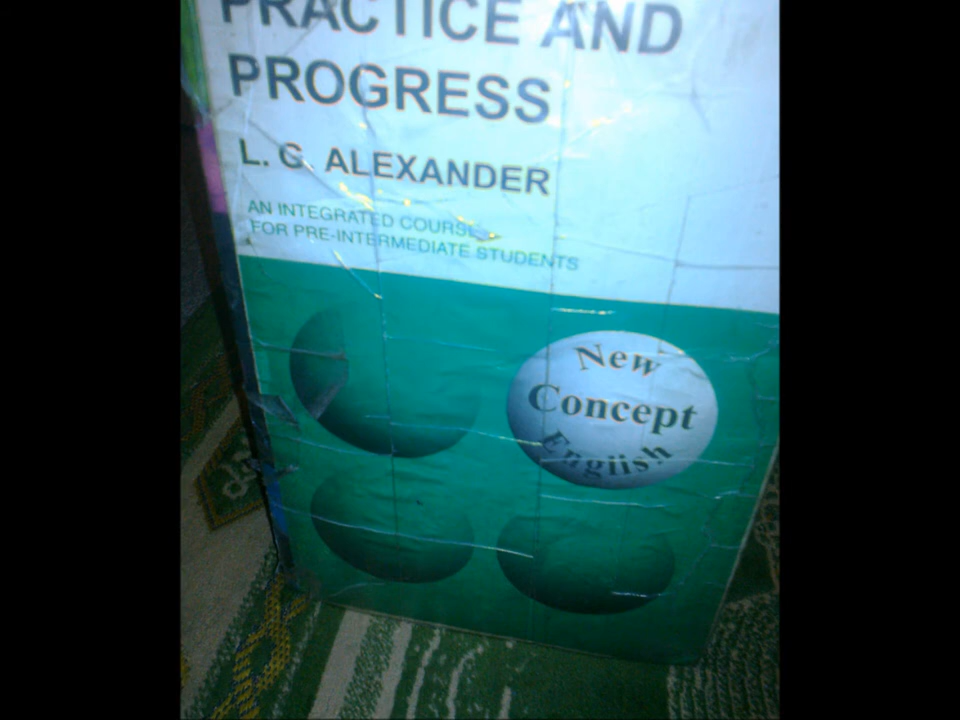 PRACTICE AND
PROGRESS
L. G. ALEXANDER
AN INTEGRATED COURSE
FOR PRE-INTERMEDIATE STUDENTS
New
Concept
English